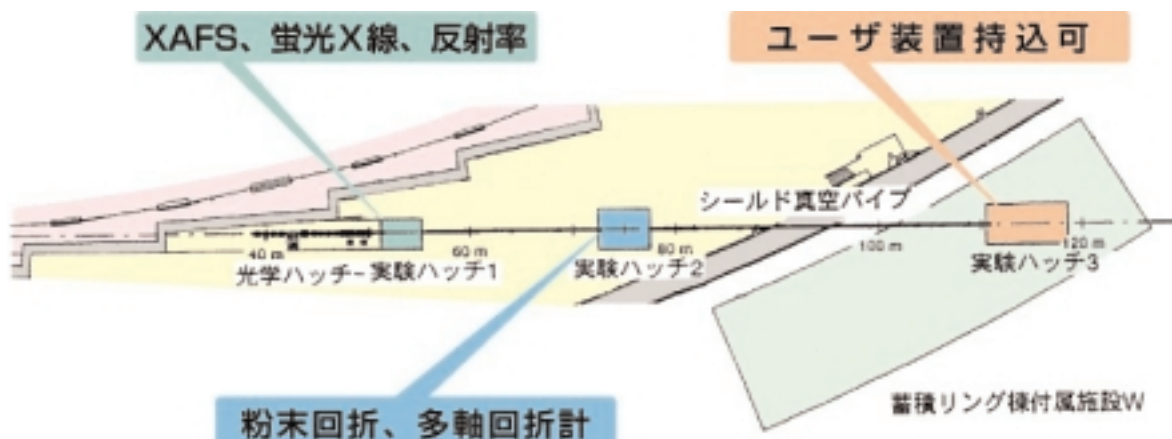 XAFS、蛍光X線、反射率
ユーザ装置持込可
シールド真空パイプ
40 m
60 m
80 m
100 m
120 m
光学ハッチ
実験ハッチ1
実験ハッチ2
実験ハッチ3
粉末回折、多軸回折計
蓄積リング棟付属施設W